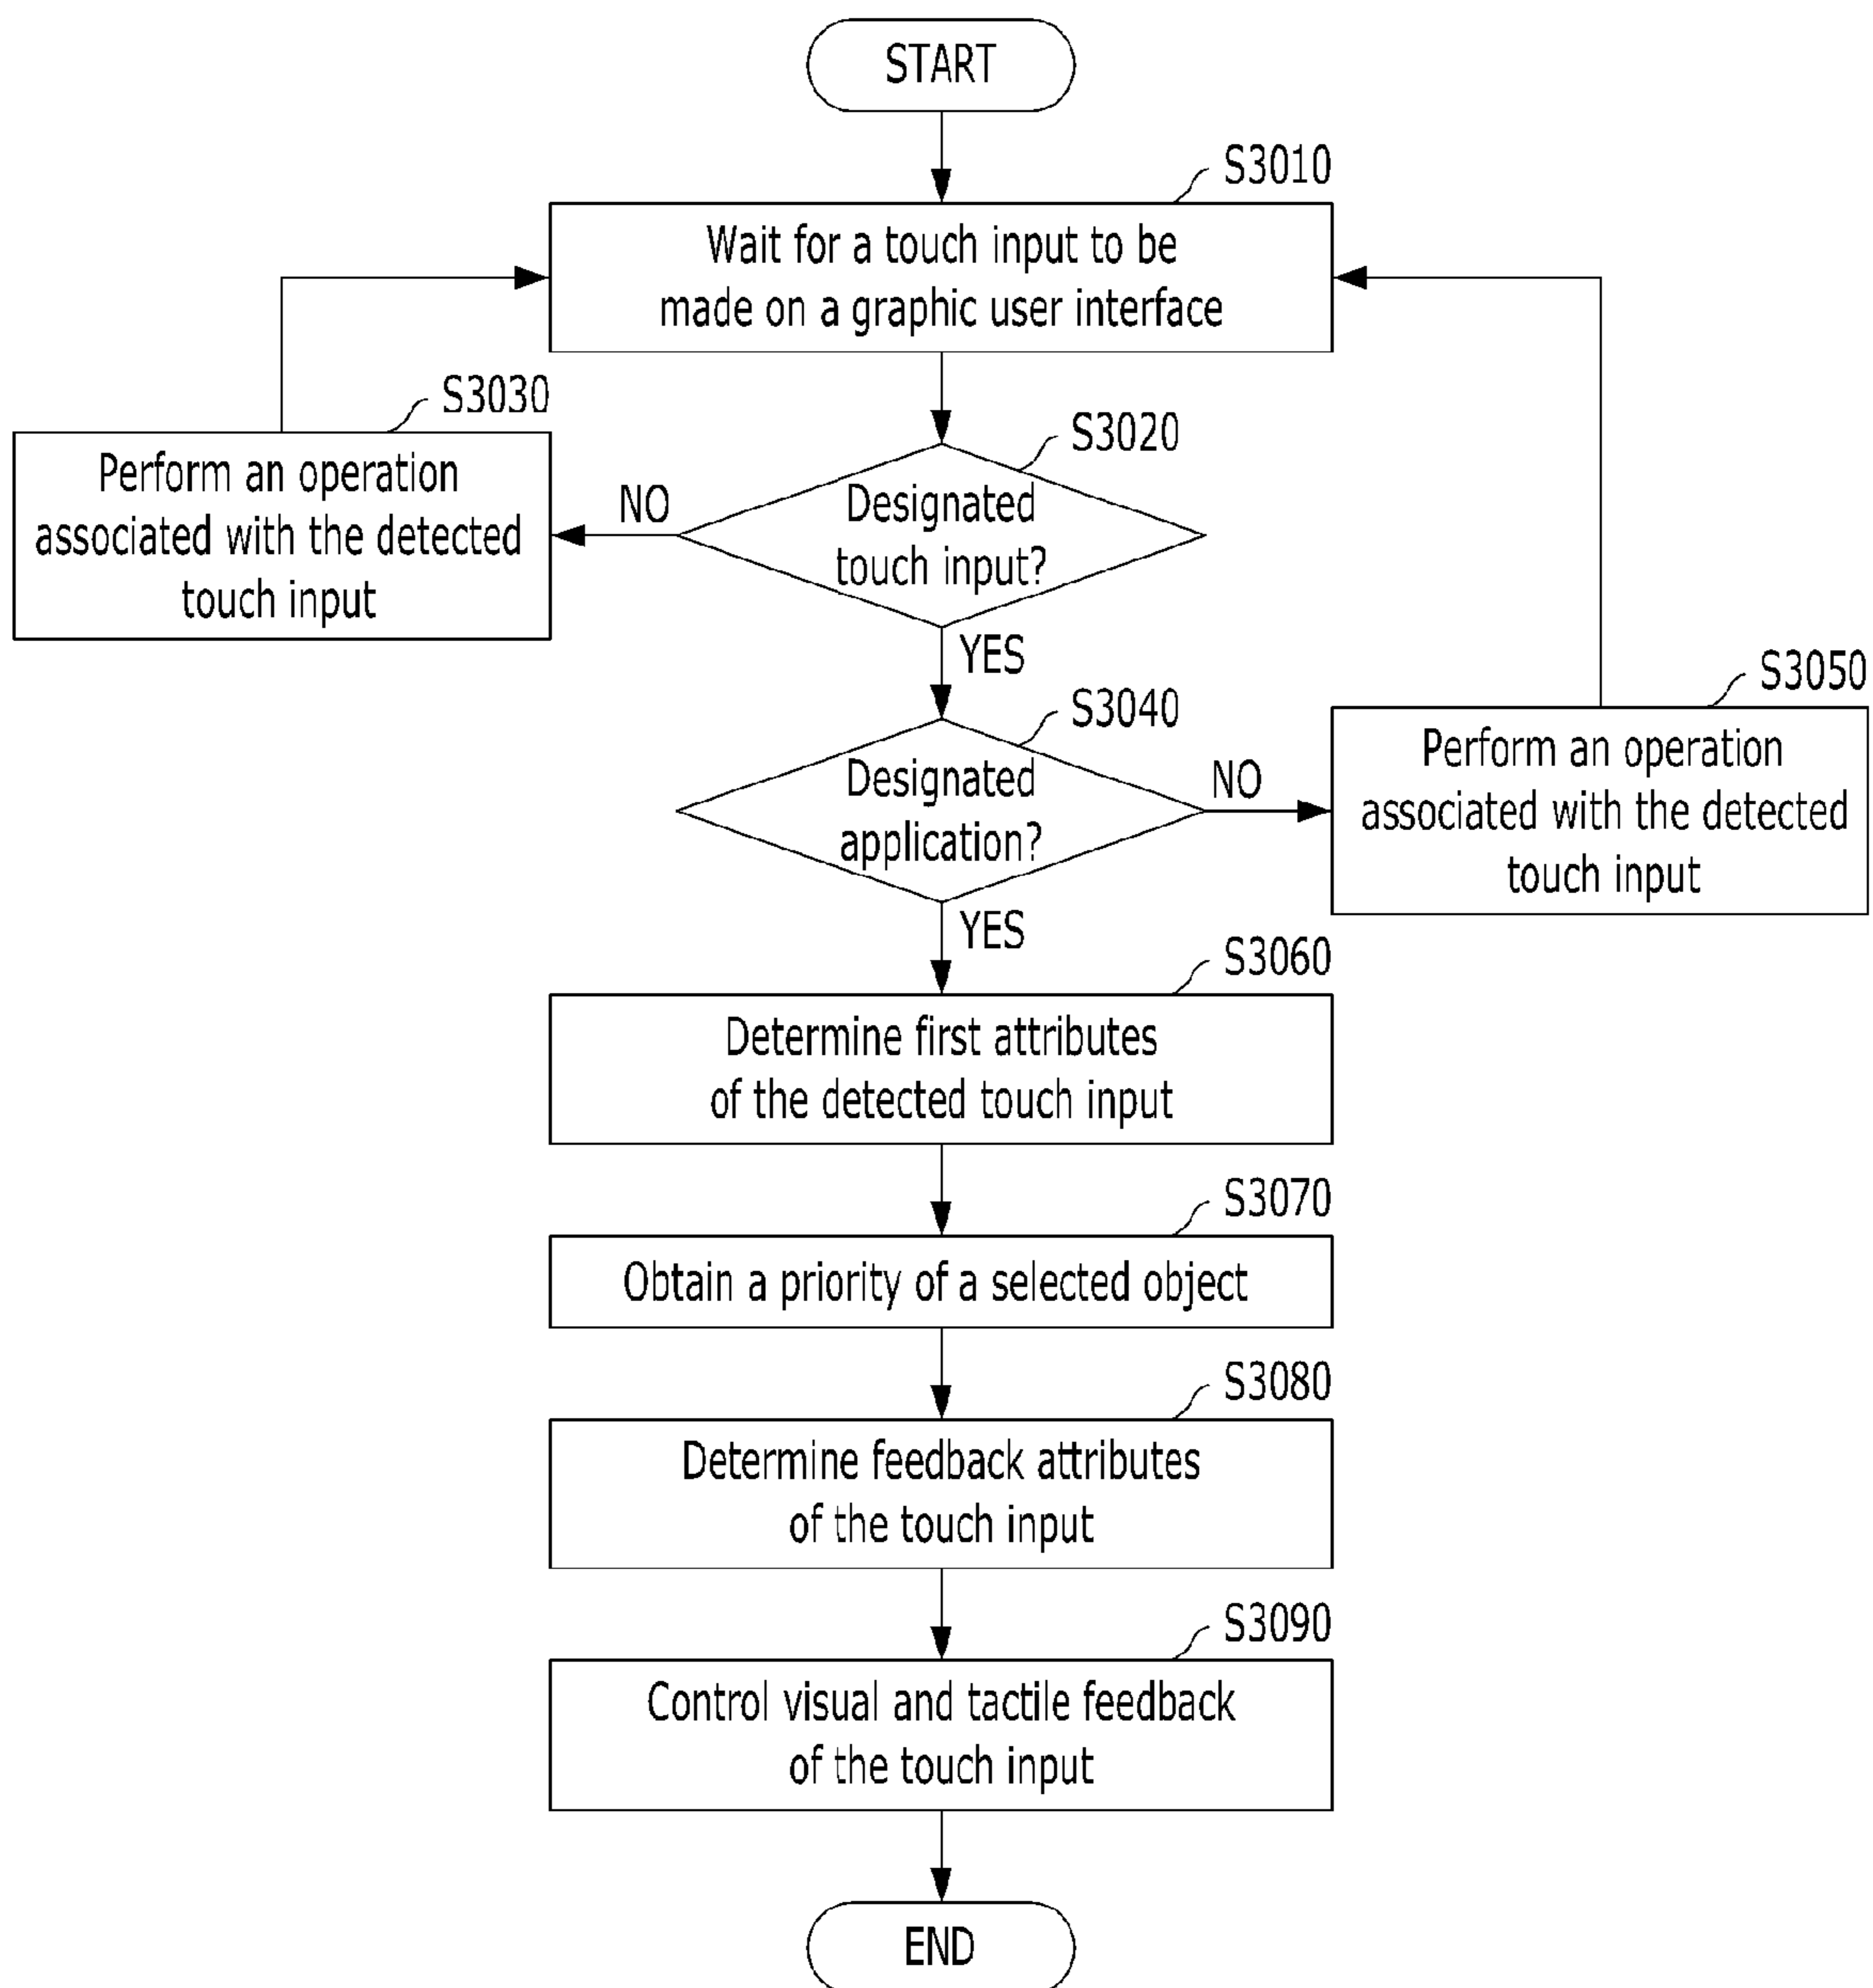 START
S3010
Wait for a touch input to be
made on a graphic user interface
S3030
Perform an operation
associated with the detected
touch input
S3020
NO
Designated
touch input?
YES
S3040
Designated
application?
NO
S3050
Perform an operation
associated with the detected
touch input
YES
S3060
Determine first attributes
of the detected touch input
S3070
Obtain a priority of a selected object
S3080
Determine feedback attributes
of the touch input
S3090
Control visual and tactile feedback
of the touch input
END